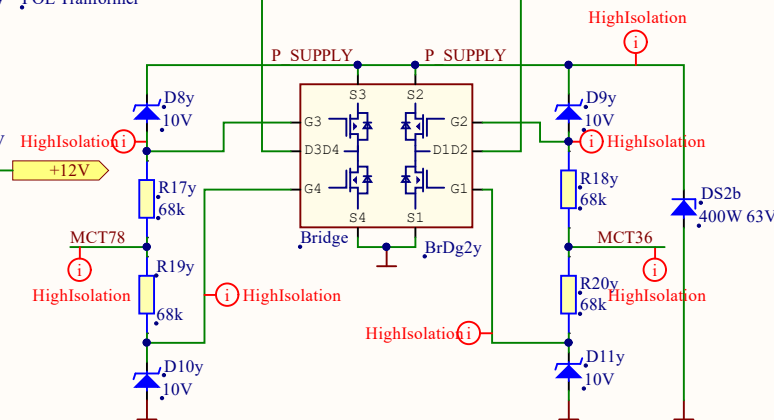 POE Tranformer
HighIsolation
i
P_SUPPLY
P_SUPPLY
D8y
10V
HighIsolation
i
+12V
S3
S2
G3
G2
D3D4
D1D2
G4
G1
S4
S1
Bridge
BrDg2y
D9y
10V
i
HighIsolation
R17y
68k
R18y
68k
DS2b
400W 63V
MCT78
i
HighIsolation
MCT36
i
HighIsolation
R19y
68k
R20y
68k
i
HighIsolation
HighIsolation
i
D10y
10V
D11y
10V